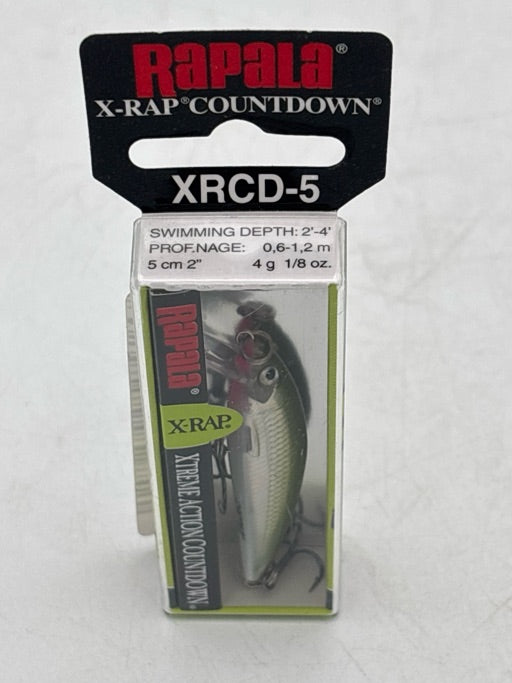 Rapala®
X-RAP® COUNTDOWN®
XRCD-5
SWIMMING DEPTH: 2'-4'
PROF.NAGE: 0,6-1,2 m
5 cm 2" 4 g 1/8 oz.
Rapala®
X-RAP®
XTREME ACTION COUNTDOWN